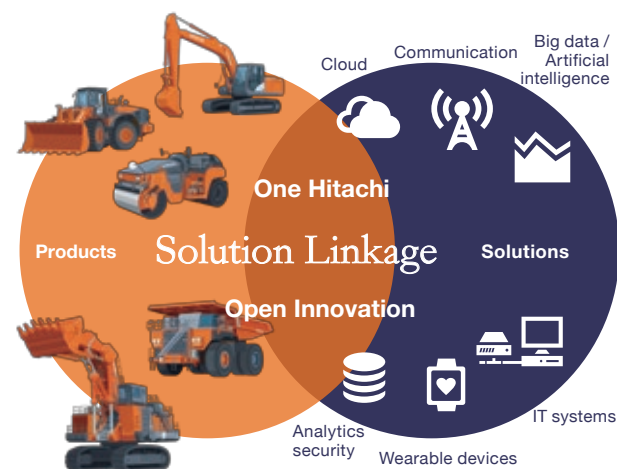 Cloud
Communication
Big data /
Artificial
intelligence
One Hitachi
Products
Solution Linkage
Solutions
Open Innovation
Analytics
security
Wearable devices
IT systems